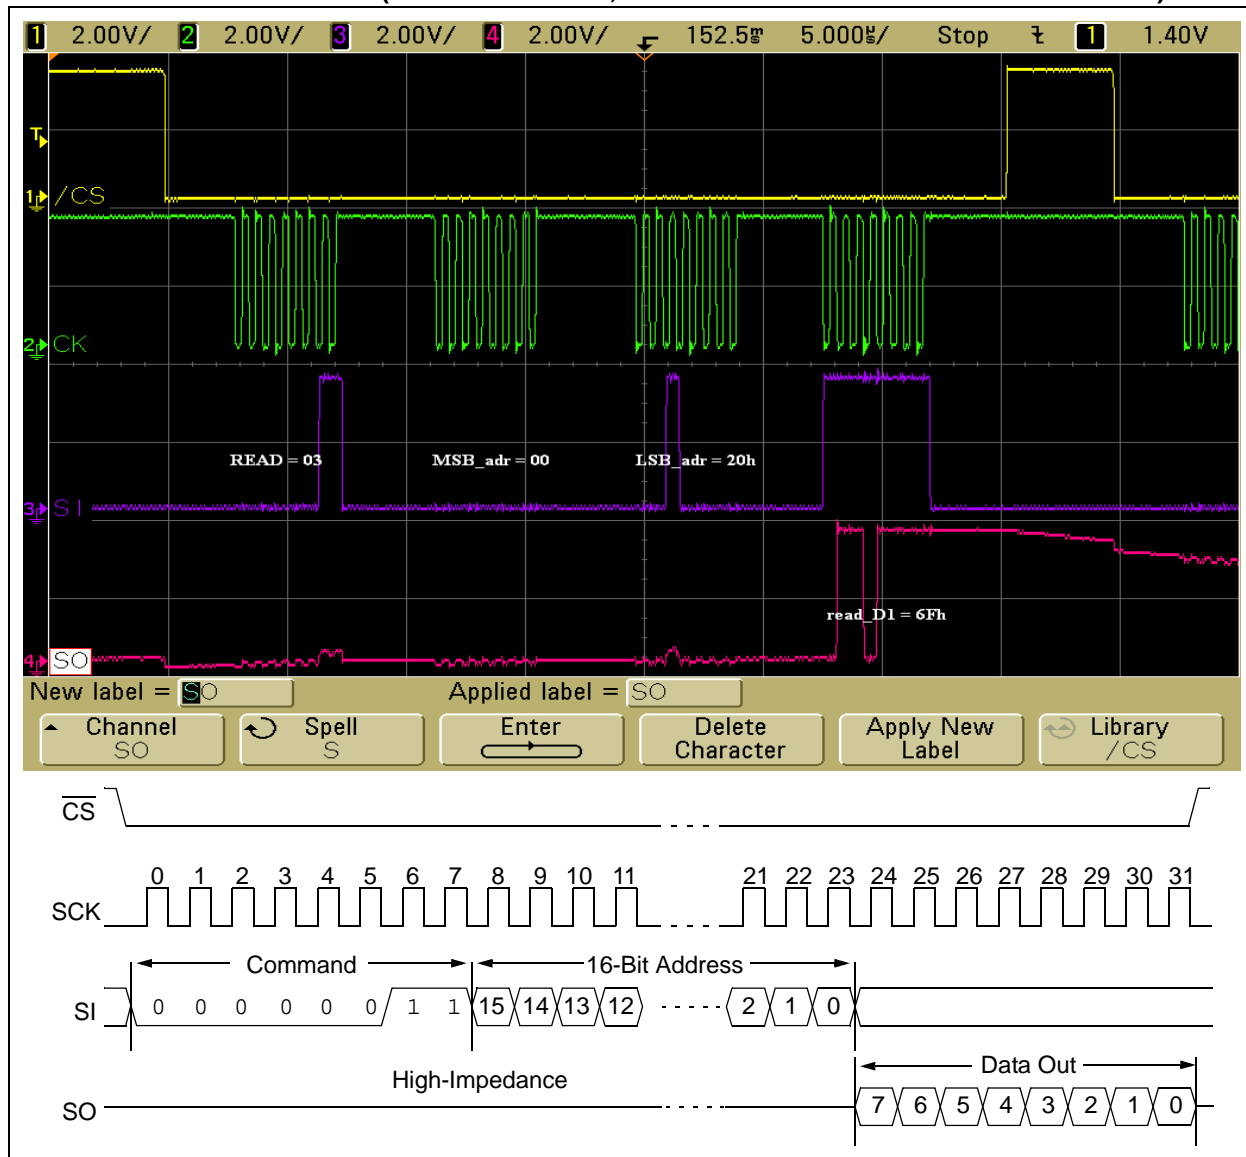 1 2.00V/ 2 2.00V/ 3 2.00V/ 4 2.00V/ 152.5ms 5.000µs/ Stop 1 1.40V
T
1 /CS
2 CK
READ = 03 MSB_adr = 00 LSB_adr = 20h
3 SI
read_D1 = 6Fh
4 SO
New label = SO Applied label = SO
Channel Spell Enter Delete Apply New Library
SO S Character Label /CS
CS
0 1 2 3 4 5 6 7 8 9 10 11 21 22 23 24 25 26 27 28 29 30 31
SCK
Command 16-Bit Address
SI 0 0 0 0 0 0 1 1 15 14 13 12 2 1 0
High-Impedance Data Out
SO 7 6 5 4 3 2 1 0